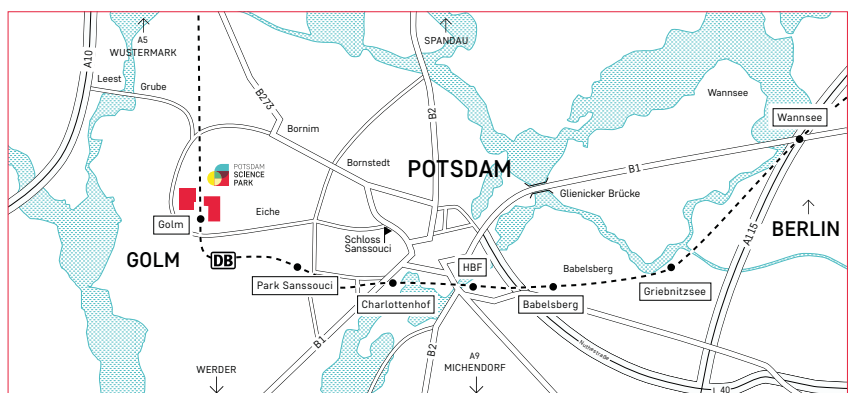 A5
WUSTERMARK
SPANDAU
A10
Leest
Grube
B273
B2
Wannsee
Wannsee
Bornim
POTSDAM
SCIENCE
PARK
Bornstedt
POTSDAM
B1
Glienicker Brücke
Golm
Eiche
BERLIN
A115
Schloss
Sanssouci
GOLM
DB
HBF
Babelsberg
Park Sanssouci
Charlottenhof
Babelsberg
Griebnitzsee
B1
B2
Nuthestraße
A9
MICHENDORF
WERDER
L 40